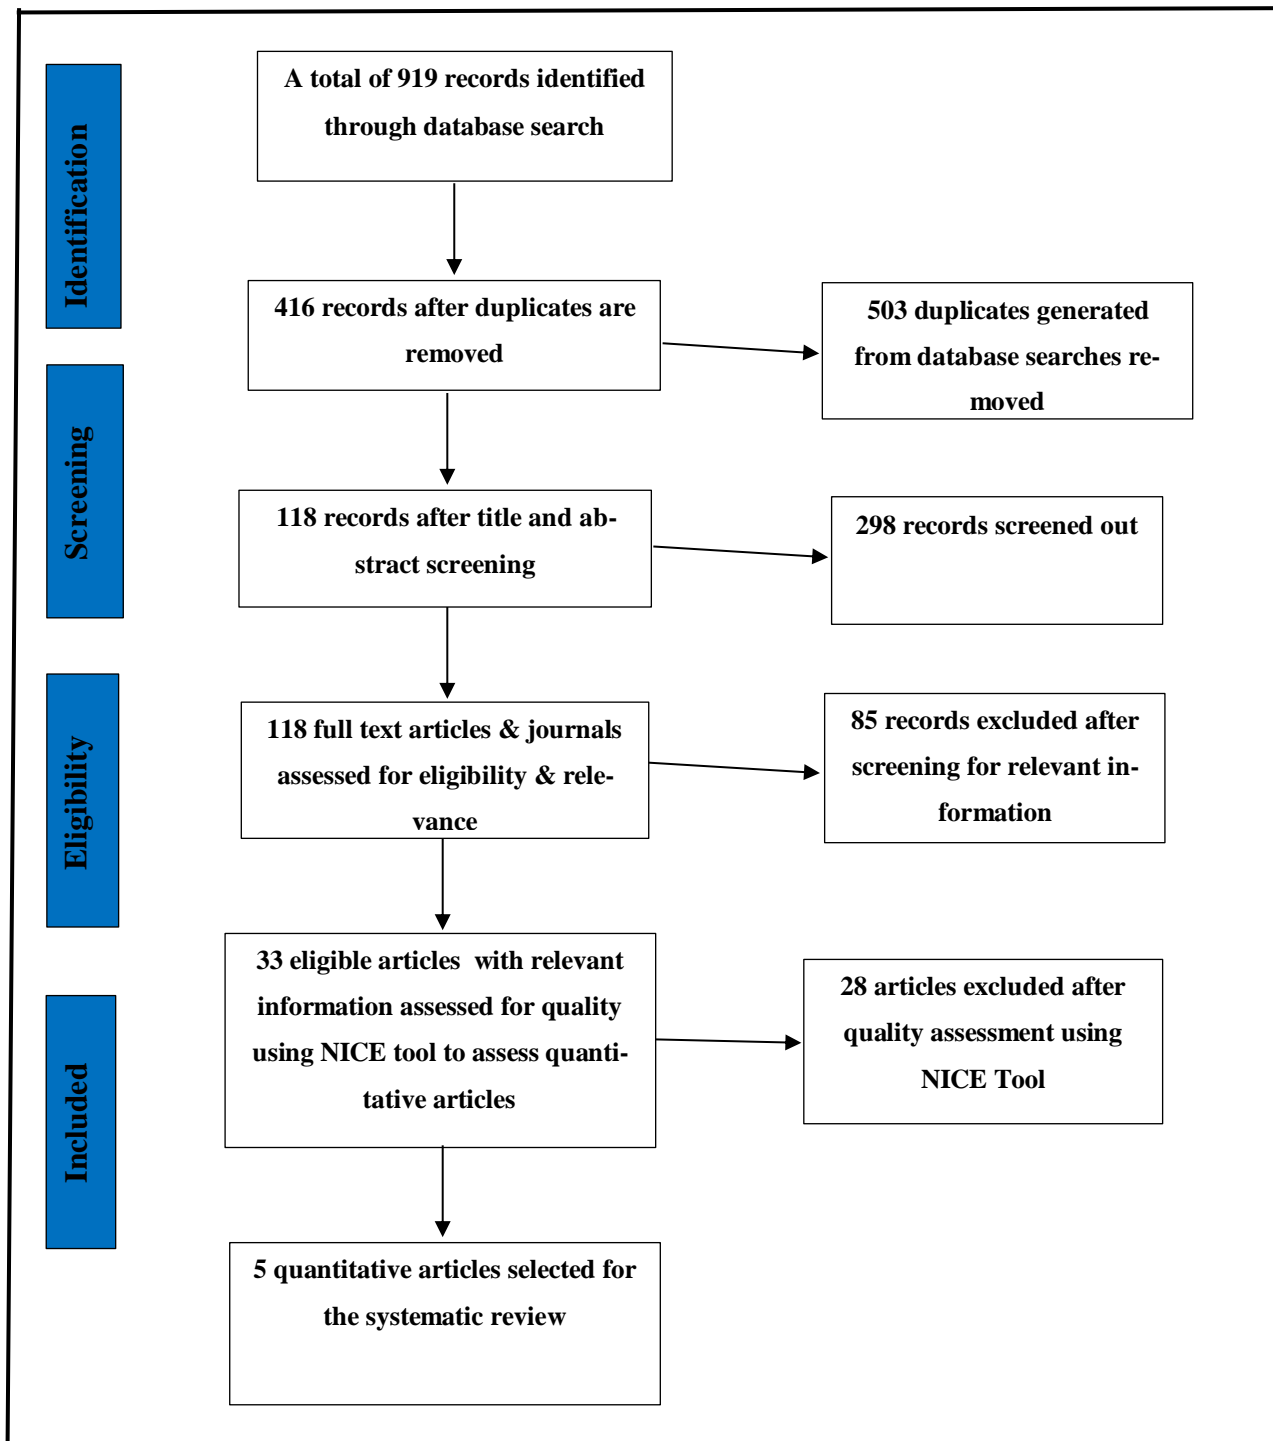 Identification
A total of 919 records identified
through database search
416 records after duplicates are
removed
503 duplicates generated
from database searches re-
moved
Screening
118 records after title and ab-
stract screening
298 records screened out
Eligibility
118 full text articles & journals
assessed for eligibility & rele-
vance
85 records excluded after
screening for relevant in-
formation
33 eligible articles with relevant
information assessed for quality
using NICE tool to assess quanti-
tative articles
28 articles excluded after
quality assessment using
NICE Tool
Included
5 quantitative articles selected for
the systematic review